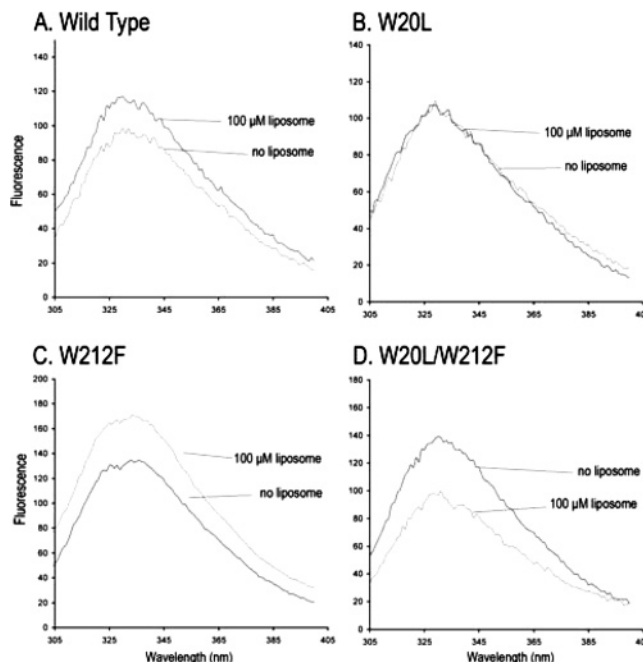 A. Wild Type
140
120
100
80
60
40
20
0
Fluorescence
100 µM liposome
no liposome
305 325 345 365 385 405
B. W20L
140
120
100
80
60
40
20
0
100 µM liposome
no liposome
305 325 345 365 385
C. W212F
200
180
160
140
120
100
80
60
40
20
0
Fluorescence
100 µM liposome
no liposome
305 325 345 365 385 405
Wavelength (nm)
D. W20L/W212F
180
160
140
120
100
80
60
40
20
0
no liposome
100 µM liposome
305 325 345 365 385
Wavelength (nm)